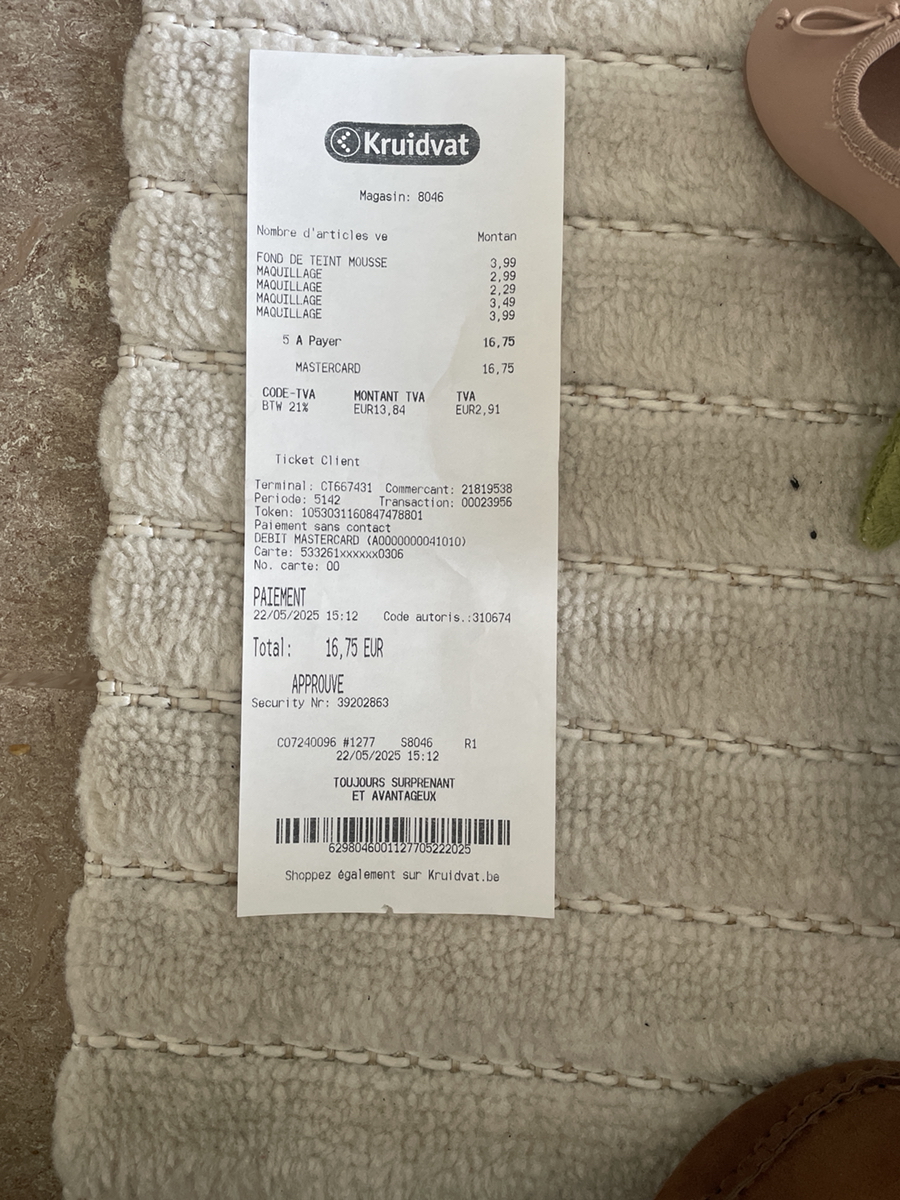 Kruidvat
Magasin: 8046
Nombre d'articles ve Montan
FOND DE TEINT MOUSSE 3,99
MAQUILLAGE 2,99
MAQUILLAGE 2,29
MAQUILLAGE 3,49
MAQUILLAGE 3,99
5 A Payer 16,75
MASTERCARD 16,75
CODE-TVA MONTANT TVA TVA
BTW 21% EUR13,84 EUR2,91
Ticket Client
Terminal: CT667431 Commercant: 21819538
Periode: 5142 Transaction: 00023956
Token: 1053031160847478801
Paiement sans contact
DEBIT MASTERCARD (A0000000041010)
Carte: 533261xxxxxx0306
No. carte: 00
PAIEMENT
22/05/2025 15:12 Code autoris.:310674
Total: 16,75 EUR
APPROUVE
Security Nr: 39202863
C07240096 #1277 S8046 R1
22/05/2025 15:12
TOUJOURS SURPRENANT
ET AVANTAGEUX
6298046001127705222025
Shoppez également sur Kruidvat.be